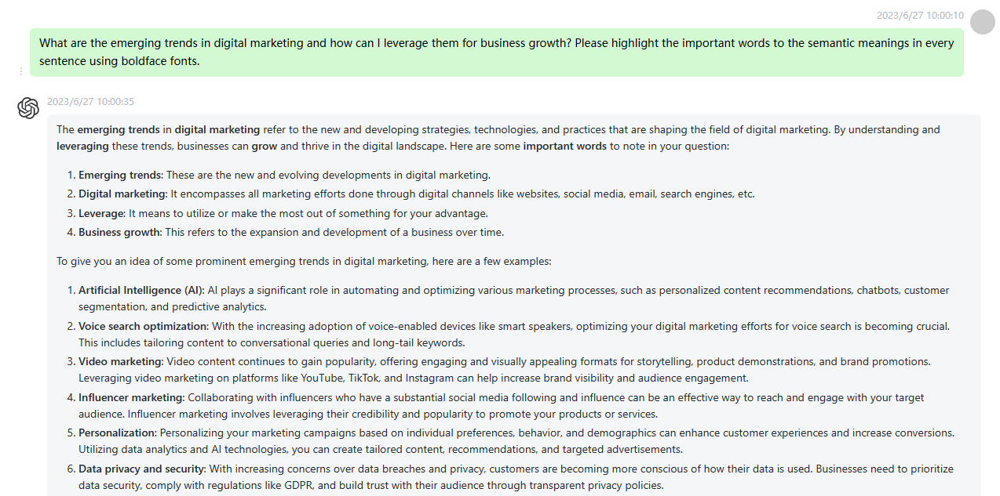 2023/6/27 10:00:10
What are the emerging trends in digital marketing and how can I leverage them for business growth? Please highlight the important words to the semantic meanings in every
sentence using boldface fonts.
2023/6/27 10:00:35
The emerging trends in digital marketing refer to the new and developing strategies, technologies, and practices that are shaping the field of digital marketing. By understanding and
leveraging these trends, businesses can grow and thrive in the digital landscape. Here are some important words to note in your question:
1. Emerging trends: These are the new and evolving developments in digital marketing.
2. Digital marketing: It encompasses all marketing efforts done through digital channels like websites, social media, email, search engines, etc.
3. Leverage: It means to utilize or make the most out of something for your advantage.
4. Business growth: This refers to the expansion and development of a business over time.
To give you an idea of some prominent emerging trends in digital marketing, here are a few examples:
1. Artificial Intelligence (AI): AI plays a significant role in automating and optimizing various marketing processes, such as personalized content recommendations, chatbots, customer
segmentation, and predictive analytics.
2. Voice search optimization: With the increasing adoption of voice-enabled devices like smart speakers, optimizing your digital marketing efforts for voice search is becoming crucial.
This includes tailoring content to conversational queries and long-tail keywords.
3. Video marketing: Video content continues to gain popularity, offering engaging and visually appealing formats for storytelling, product demonstrations, and brand promotions.
Leveraging video marketing on platforms like YouTube, TikTok, and Instagram can help increase brand visibility and audience engagement.
4. Influencer marketing: Collaborating with influencers who have a substantial social media following and influence can be an effective way to reach and engage with your target
audience. Influencer marketing involves leveraging their credibility and popularity to promote your products or services.
5. Personalization: Personalizing your marketing campaigns based on individual preferences, behavior, and demographics can enhance customer experiences and increase conversions.
Utilizing data analytics and AI technologies, you can create tailored content, recommendations, and targeted advertisements.
6. Data privacy and security: With increasing concerns over data breaches and privacy, customers are becoming more conscious of how their data is used. Businesses need to prioritize
data security, comply with regulations like GDPR, and build trust with their audience through transparent privacy policies.